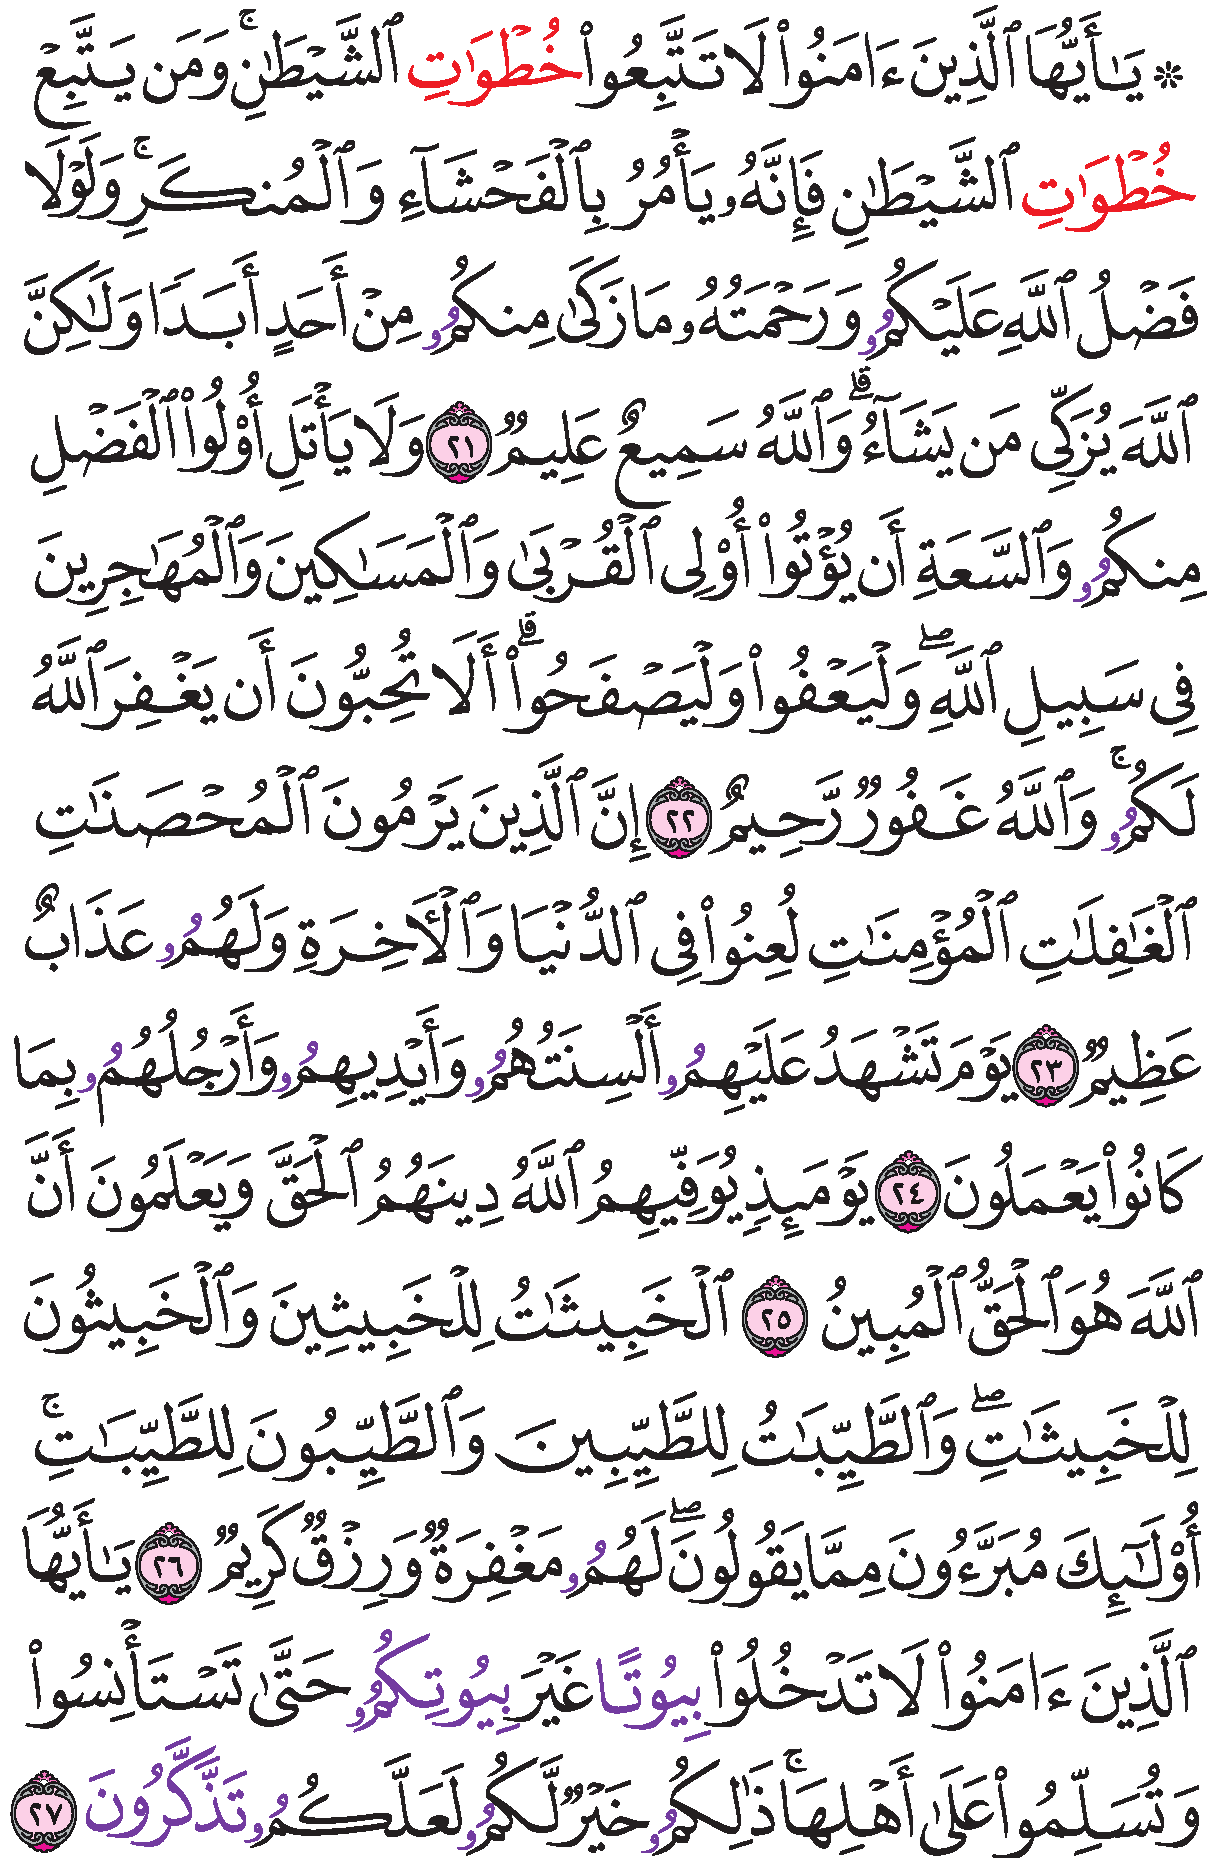 ۞ يَٰٓأَيُّهَا ٱلَّذِينَ ءَامَنُوا۟ لَا تَتَّبِعُوا۟ خُطْوَٰتِ ٱلشَّيْطَٰنِ ۚ وَمَن يَتَّبِعْ
خُطْوَٰتِ ٱلشَّيْطَٰنِ فَإِنَّهُۥ يَأْمُرُ بِٱلْفَحْشَآءِ وَٱلْمُنكَرِ ۚ وَلَوْلَا
فَضْلُ ٱللَّهِ عَلَيْكُمُۥ وَرَحْمَتُهُۥ مَا زَكَىٰ مِنكُمُۥ مِنْ أَحَدٍ أَبَدًا وَلَٰكِنَّ
ٱللَّهَ يُزَكِّى مَن يَشَآءُ ۗ وَٱللَّهُ سَمِيعٌ عَلِيمٌ ٢١ وَلَا يَأْتَلِ أُو۟لُوا۟ ٱلْفَضْلِ
مِنكُمُۥ وَٱلسَّعَةِ أَن يُؤْتُوٓا۟ أُو۟لِى ٱلْقُرْبَىٰ وَٱلْمَسَٰكِينَ وَٱلْمُهَٰجِرِينَ
فِى سَبِيلِ ٱللَّهِ ۖ وَلْيَعْفُوا۟ وَلْيَصْفَحُوٓا۟ ۗ أَلَا تُحِبُّونَ أَن يَغْفِرَ ٱللَّهُ
لَكُمُۥ ۚ وَٱللَّهُ غَفُورٌ رَّحِيمٌ ٢٢ إِنَّ ٱلَّذِينَ يَرْمُونَ ٱلْمُحْصَنَٰتِ
ٱلْغَٰفِلَٰتِ ٱلْمُؤْمِنَٰتِ لُعِنُوا۟ فِى ٱلدُّنْيَا وَٱلْءَاخِرَةِ وَلَهُمُۥ عَذَابٌ
عَظِيمٌ ٢٣ يَوْمَ تَشْهَدُ عَلَيْهِمُۥ أَلْسِنَتُهُمُۥ وَأَيْدِيهِمُۥ وَأَرْجُلُهُمُۥ بِمَا
كَانُوا۟ يَعْمَلُونَ ٢٤ يَوْمَئِذٍ يُوَفِّيهِمُ ٱللَّهُ دِينَهُمُ ٱلْحَقَّ وَيَعْلَمُونَ أَنَّ
ٱللَّهَ هُوَ ٱلْحَقُّ ٱلْمُبِينُ ٢٥ ٱلْخَبِيثَٰتُ لِلْخَبِيثِينَ وَٱلْخَبِيثُونَ
لِلْخَبِيثَٰتِ ۖ وَٱلطَّيِّبَٰتُ لِلطَّيِّبِينَ وَٱلطَّيِّبُونَ لِلطَّيِّبَٰتِ ۚ
أُو۟لَٰٓئِكَ مُبَرَّءُونَ مِمَّا يَقُولُونَ ۖ لَهُمُۥ مَغْفِرَةٌ وَرِزْقٌ كَرِيمٌ ٢٦ يَٰٓأَيُّهَا
ٱلَّذِينَ ءَامَنُوا۟ لَا تَدْخُلُوا۟ بِيُوتًا غَيْرَ بِيُوتِكُمُۥ حَتَّىٰ تَسْتَأْنِسُوا۟
وَتُسَلِّمُوا۟ عَلَىٰٓ أَهْلِهَا ۚ ذَٰلِكُمُۥ خَيْرٌ لَّكُمُۥ لَعَلَّكُمُۥ تَذَّكَّرُونَ ٢٧